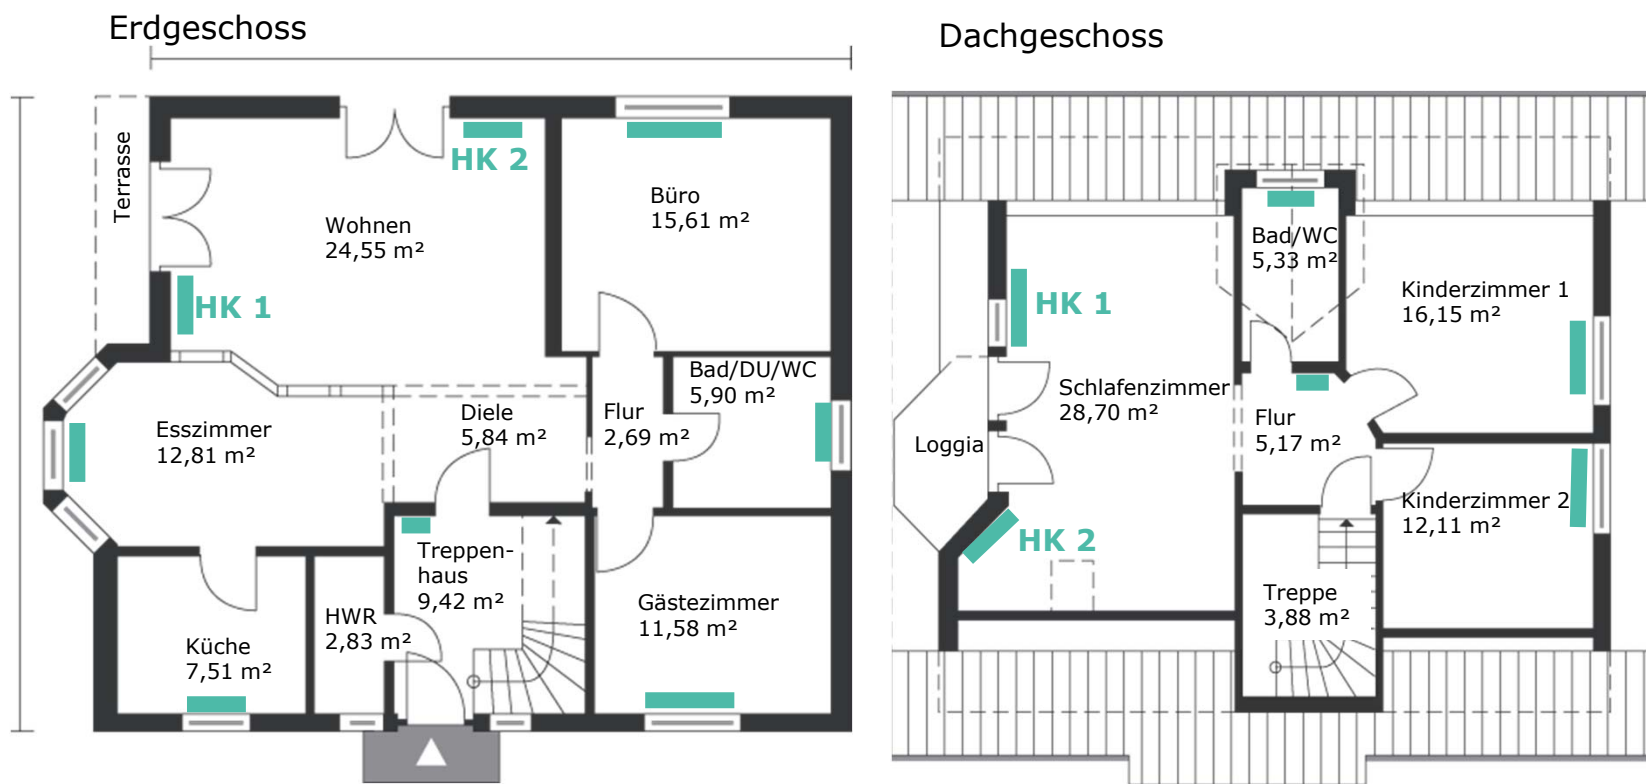 Erdgeschoss
Terrasse
HK 2
Wohnen
24,55 m²
Büro
15,61 m²
HK 1
Esszimmer
12,81 m²
Diele
5,84 m²
Flur
2,69 m²
Bad/DU/WC
5,90 m²
Treppen-
haus
9,42 m²
HWR
2,83 m²
Küche
7,51 m²
Gästezimmer
11,58 m²
Dachgeschoss
Bad/WC
5,33 m²
HK 1
Kinderzimmer 1
16,15 m²
Schlafenzimmer
28,70 m²
Loggia
Flur
5,17 m²
Kinderzimmer 2
12,11 m²
HK 2
Treppe
3,88 m²